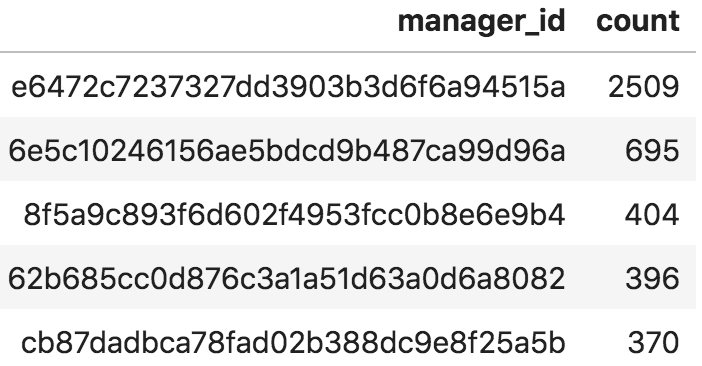 manager_id count
e6472c7237327dd3903b3d6f6a94515a 2509
6e5c10246156ae5bdcd9b487ca99d96a 695
8f5a9c893f6d602f4953fcc0b8e6e9b4 404
62b685cc0d876c3a1a51d63a0d6a8082 396
cb87dadbca78fad02b388dc9e8f25a5b 370